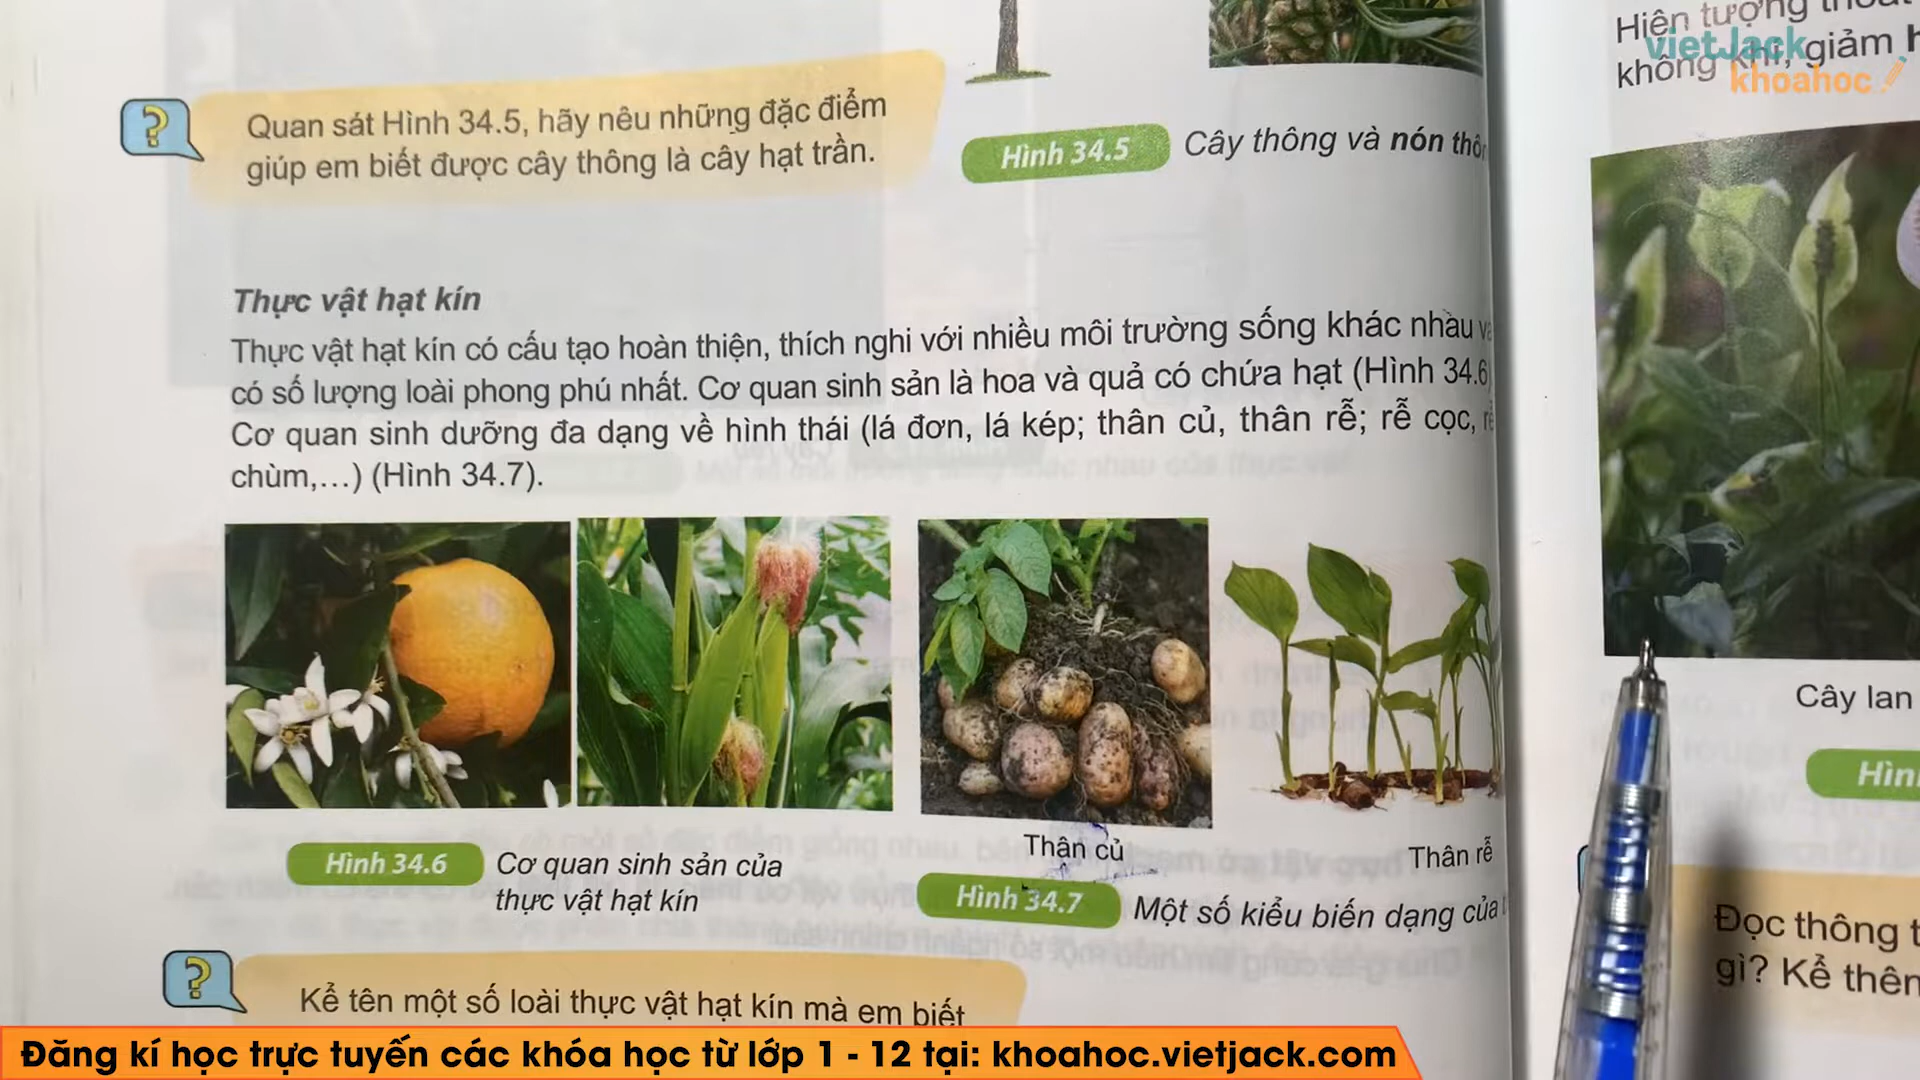 Quan sát Hình 34.5, hãy nêu những đặc điểm
giúp em biết được cây thông là cây hạt trần.
Hình 34.5 Cây thông và nón
Thực vật hạt kín
Thực vật hạt kín có cấu tạo hoàn thiện, thích nghi với nhiều môi trường sống khác nhau
có số lượng loài phong phú nhất. Cơ quan sinh sản là hoa và quả có chứa hạt (Hình 34.6
Cơ quan sinh dưỡng đa dạng về hình thái (lá đơn, lá kép; thân củ, thân rễ; rễ cọc,
chùm,...) (Hình 34.7).
Thân củ
Thân rễ
Hình 34.6 Cơ quan sinh sản của
thực vật hạt kín
Hình 34.7 Một số kiểu biến dạng của
Kể tên một số loài thực vật hạt kín mà em biết
Hiện tượng
không khí, giảm
vietJack
khoahoc
Cây lan
Đọc thông
gì? Kể thêm
Đăng kí học trực tuyến các khóa học từ lớp 1 - 12 tại: khoahoc.vietjack.com